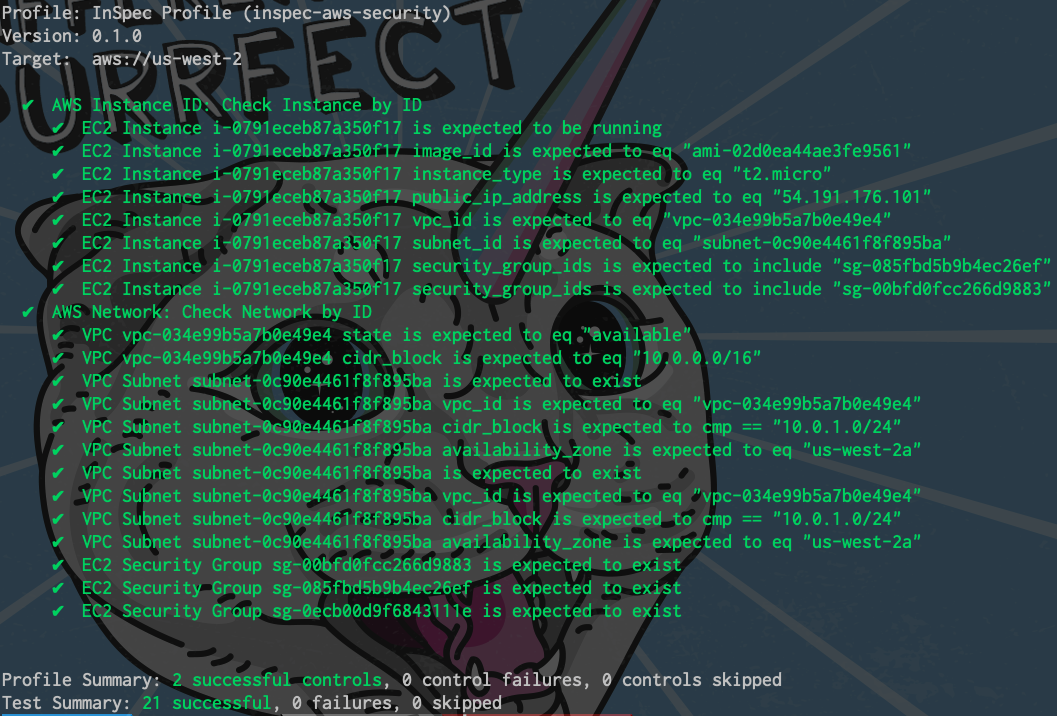 URRFECT
Profile: InSpec Profile (inspec-aws-security)
Version: 0.1.0
Target:  aws://us-west-2
✔  AWS Instance ID: Check Instance by ID
✔  EC2 Instance i-0791eceb87a350f17 is expected to be running
✔  EC2 Instance i-0791eceb87a350f17 image_id is expected to eq "ami-02d0ea44ae3fe9561"
✔  EC2 Instance i-0791eceb87a350f17 instance_type is expected to eq "t2.micro"
✔  EC2 Instance i-0791eceb87a350f17 public_ip_address is expected to eq "54.191.176.101"
✔  EC2 Instance i-0791eceb87a350f17 vpc_id is expected to eq "vpc-034e99b5a7b0e49e4"
✔  EC2 Instance i-0791eceb87a350f17 subnet_id is expected to eq "subnet-0c90e4461f8f895ba"
✔  EC2 Instance i-0791eceb87a350f17 security_group_ids is expected to include "sg-085fbd5b9b4ec26ef"
✔  EC2 Instance i-0791eceb87a350f17 security_group_ids is expected to include "sg-00bfd0fcc266d9883"
✔  AWS Network: Check Network by ID
✔  VPC vpc-034e99b5a7b0e49e4 state is expected to eq "available"
✔  VPC vpc-034e99b5a7b0e49e4 cidr_block is expected to eq "10.0.0.0/16"
✔  VPC Subnet subnet-0c90e4461f8f895ba is expected to exist
✔  VPC Subnet subnet-0c90e4461f8f895ba vpc_id is expected to eq "vpc-034e99b5a7b0e49e4"
✔  VPC Subnet subnet-0c90e4461f8f895ba cidr_block is expected to cmp == "10.0.1.0/24"
✔  VPC Subnet subnet-0c90e4461f8f895ba availability_zone is expected to eq "us-west-2a"
✔  VPC Subnet subnet-0c90e4461f8f895ba is expected to exist
✔  VPC Subnet subnet-0c90e4461f8f895ba vpc_id is expected to eq "vpc-034e99b5a7b0e49e4"
✔  VPC Subnet subnet-0c90e4461f8f895ba cidr_block is expected to cmp == "10.0.1.0/24"
✔  VPC Subnet subnet-0c90e4461f8f895ba availability_zone is expected to eq "us-west-2a"
✔  EC2 Security Group sg-00bfd0fcc266d9883 is expected to exist
✔  EC2 Security Group sg-085fbd5b9b4ec26ef is expected to exist
✔  EC2 Security Group sg-0ecb00d9f6843111e is expected to exist
Profile Summary: 2 successful controls, 0 control failures, 0 controls skipped
Test Summary: 21 successful, 0 failures, 0 skipped